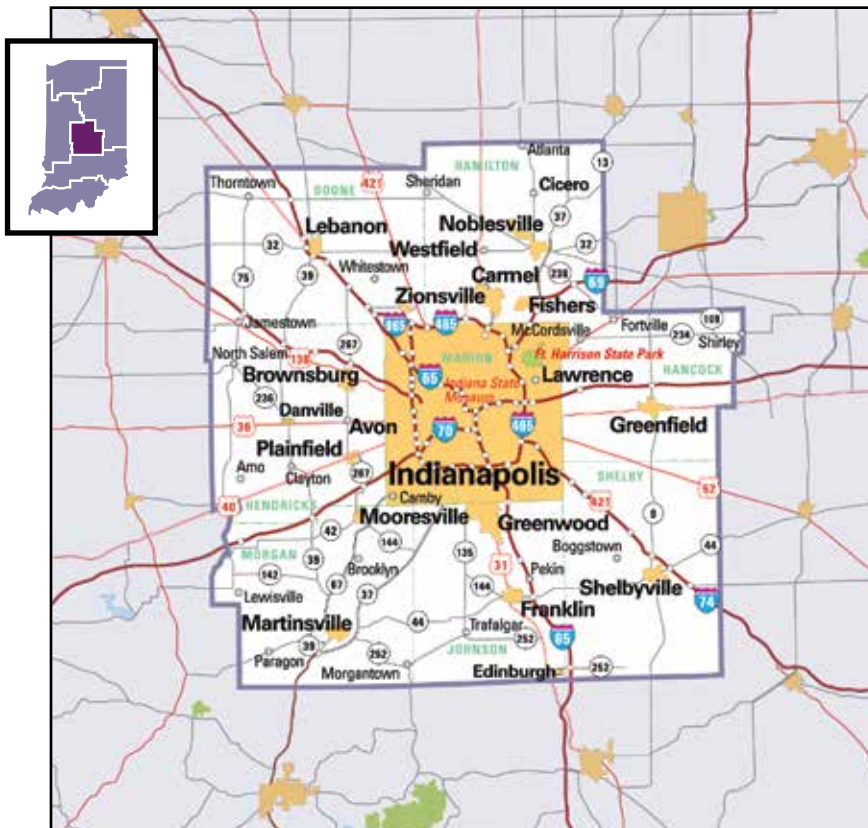 Atlanta
HAMILTON
13
Thorntown
BOONE
421
Sheridan
Cicero
37
Lebanon
Noblesville
32
39
Westfield
32
75
Whitestown
Carmel
238
69
Zionsville
Fishers
865
465
Jamestown
McCordsville
Fortville
109
234
Shirley
North Salem
138
267
MARION
Ft. Harrison State Park
Brownsburg
65
Indiana State
Museum
Lawrence
HANCOCK
236
Danville
Greenfield
36
Avon
70
465
Plainfield
Amo
Clayton
267
Indianapolis
SHELBY
52
40
HENDRICKS
Camby
421
Mooresville
Greenwood
9
42
MORGAN
39
144
135
31
Boggstown
44
Brooklyn
Pekin
142
67
37
144
Shelbyville
Lewisville
Franklin
74
Martinsville
44
Trafalgar
252
65
39
Paragon
252
JOHNSON
Morgantown
Edinburgh
252